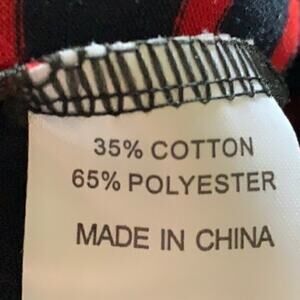 35% COTTON
65% POLYESTER
MADE IN CHINA